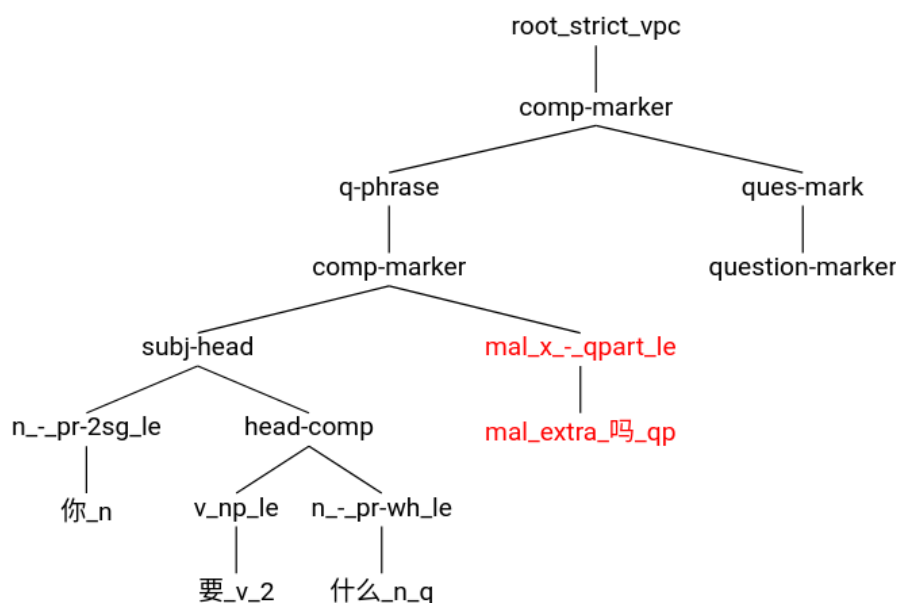 root_strict_vpc
comp-marker
q-phrase ques-mark
comp-marker question-marker
subj-head mal_x_-_qpart_le
n_-_pr-2sg_le head-comp mal_extra_吗_qp
你_n v_np_le n_-_pr-wh_le
要_v_2 什么_n_q